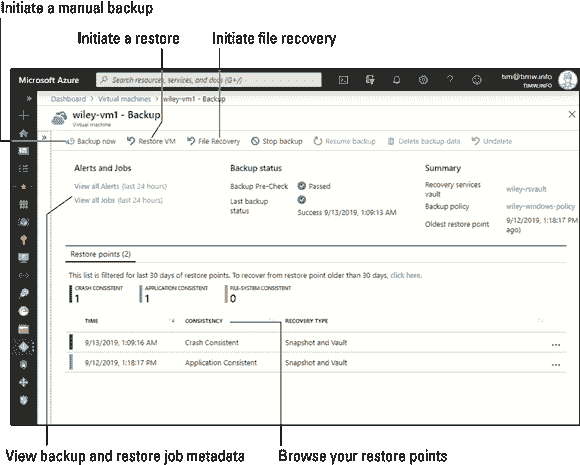 Initiate a manual backup
Initiate a restore
Initiate file recovery
Microsoft Azure
Search resources, services, and docs (G+/)
tim@timw.info
TIMW.INFO
Dashboard > Virtual machines > wiley-vm1 - Backup
wiley-vm1 - Backup
Virtual machine
Backup now
Restore VM
File Recovery
Stop backup
Resume backup
Delete backup data
Undelete
Alerts and Jobs
View all Alerts (last 24 hours)
View all Jobs (last 24 hours)
Backup status
Backup Pre-Check Passed
Last backup status
Success 9/13/2019, 1:09:13 AM
Summary
Recovery services vault
wiley-rsvault
Backup policy
wiley-windows-policy
Oldest restore point
9/12/2019, 1:18:17 PM
ago)
Restore points (2)
This list is filtered for last 30 days of restore points. To recover from restore point older than 30 days, click here.
CRASH CONSISTENT
1
APPLICATION CONSISTENT
1
FILE-SYSTEM CONSISTENT
0
TIME CONSISTENCY RECOVERY TYPE
9/13/2019, 1:09:16 AM Crash Consistent Snapshot and Vault ...
9/12/2019, 1:18:17 PM Application Consistent Snapshot and Vault ...
View backup and restore job metadata
Browse your restore points